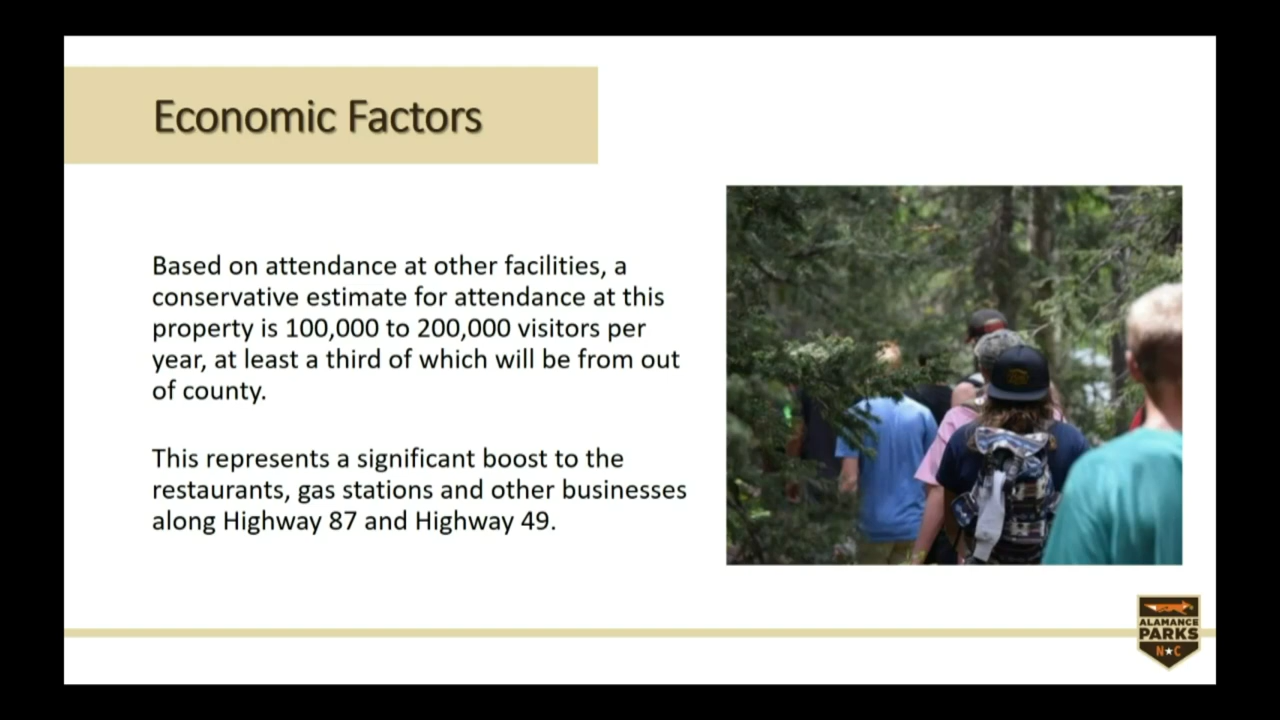 Economic Factors
Based on attendance at other facilities, a
conservative estimate for attendance at this
property is 100,000 to 200,000 visitors per
year, at least a third of which will be from out
of county.
This represents a significant boost to the
restaurants, gas stations and other businesses
along Highway 87 and Highway 49.
ALAMANCE
PARKS
N★C